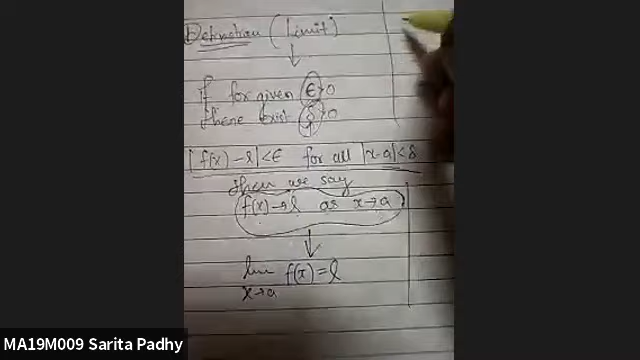 Definition (Limit)
↓
If for given ϵ>0
there exist δ>0
|f(x)-l|<ϵ for all |x-a|<δ
then we say
f(x)→l as x→a
↓
lim f(x)=l
x→a
MA19M009 Sarita Padhy